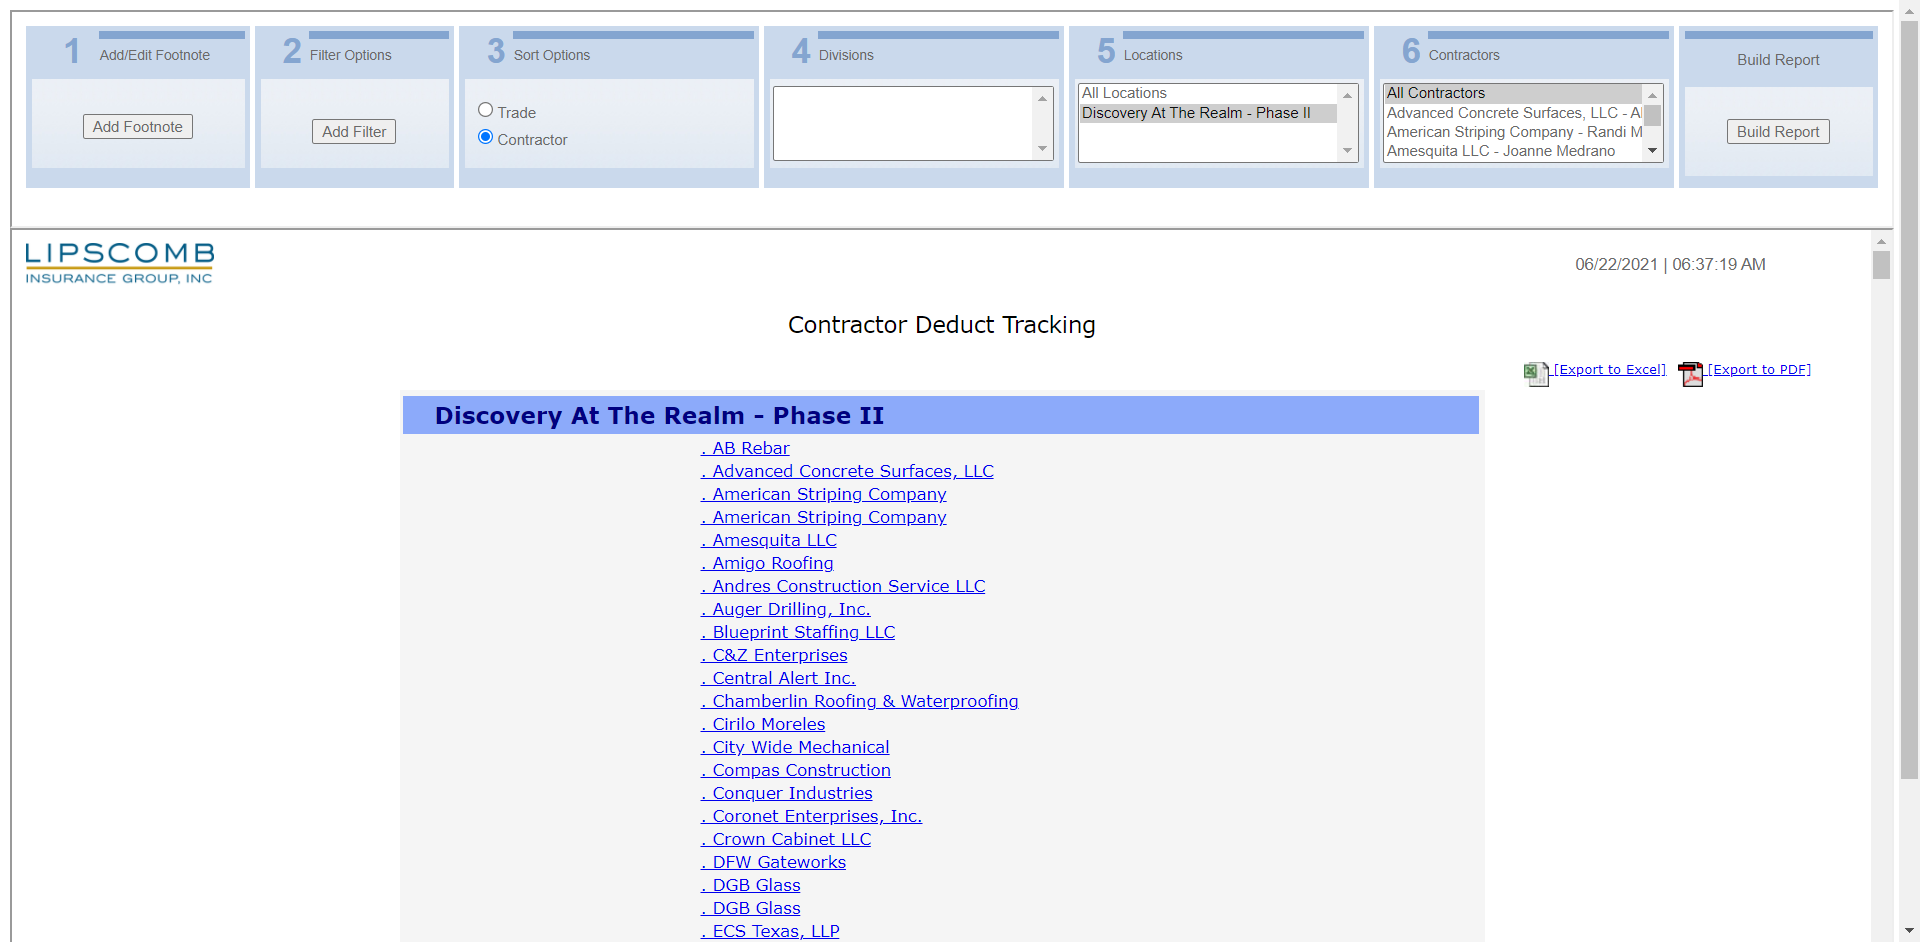 1 Add/Edit Footnote
Add Footnote
2 Filter Options
Add Filter
3 Sort Options
Trade
Contractor
4 Divisions
5 Locations
All Locations
Discovery At The Realm - Phase II
6 Contractors
All Contractors
Advanced Concrete Surfaces, LLC - Al
American Striping Company - Randi M
Amesquita LLC - Joanne Medrano
Build Report
Build Report
LIPSCOMB
INSURANCE GROUP, INC
06/22/2021 | 06:37:19 AM
Contractor Deduct Tracking
[Export to Excel] [Export to PDF]
Discovery At The Realm - Phase II
. AB Rebar
. Advanced Concrete Surfaces, LLC
. American Striping Company
. American Striping Company
. Amesquita LLC
. Amigo Roofing
. Andres Construction Service LLC
. Auger Drilling, Inc.
. Blueprint Staffing LLC
. C&Z Enterprises
. Central Alert Inc.
. Chamberlin Roofing & Waterproofing
. Cirilo Moreles
. City Wide Mechanical
. Compas Construction
. Conquer Industries
. Coronet Enterprises, Inc.
. Crown Cabinet LLC
. DFW Gateworks
. DGB Glass
. DGB Glass
. ECS Texas, LLP